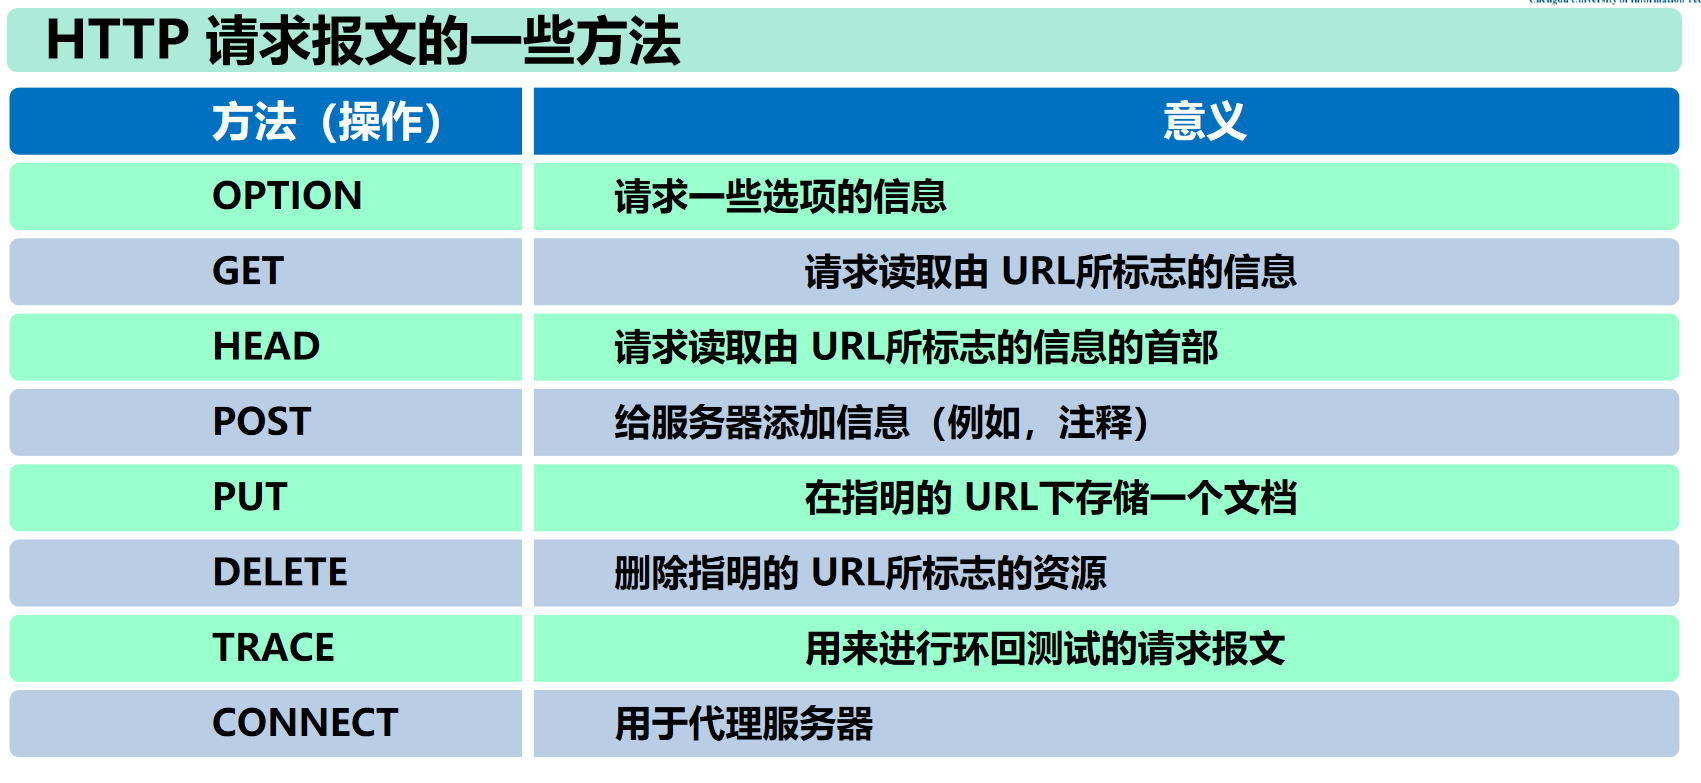 HTTP 请求报文的一些方法
方法（操作） 意义
OPTION 请求一些选项的信息
GET 请求读取由 URL所标志的信息
HEAD 请求读取由 URL所标志的信息的首部
POST 给服务器添加信息（例如，注释）
PUT 在指明的 URL下存储一个文档
DELETE 删除指明的 URL所标志的资源
TRACE 用来进行环回测试的请求报文
CONNECT 用于代理服务器